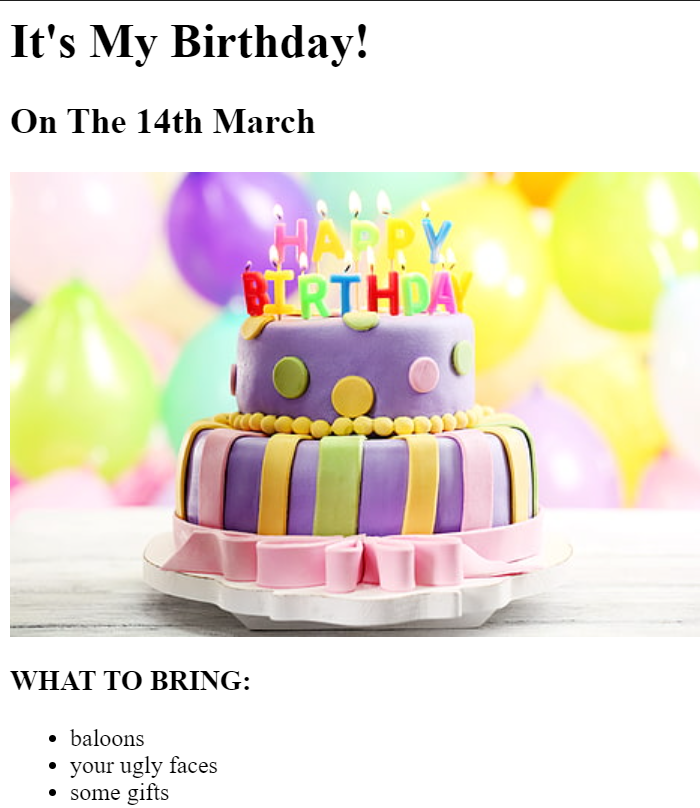 It's My Birthday!
On The 14th March
HAPPY
BIRTHDAY
WHAT TO BRING:
baloons
your ugly faces
some gifts